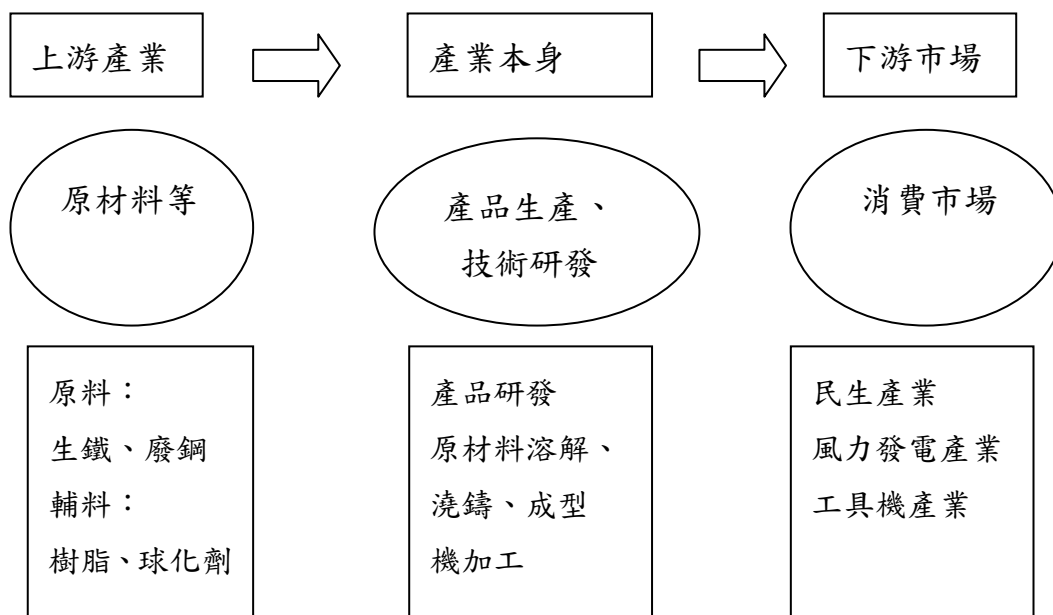 上游產業
產業本身
下游市場
原材料等
產品生產、
技術研發
消費市場
原料：
生鐵、廢鋼
輔料：
樹脂、球化劑
產品研發
原材料溶解、
澆鑄、成型
機加工
民生產業
風力發電產業
工具機產業